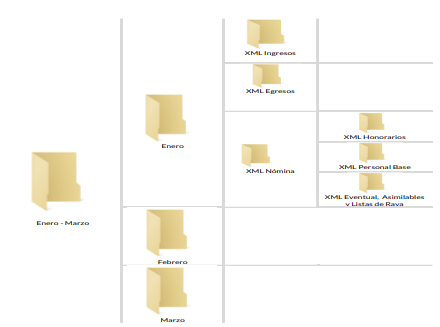 XML Ingresos
XML Egresos
Enero
XML Honorarios
XML Nómina
XML Personal Base
XML Eventual, Asimilables
y Listas de Raya
Enero - Marzo
Febrero
Marzo